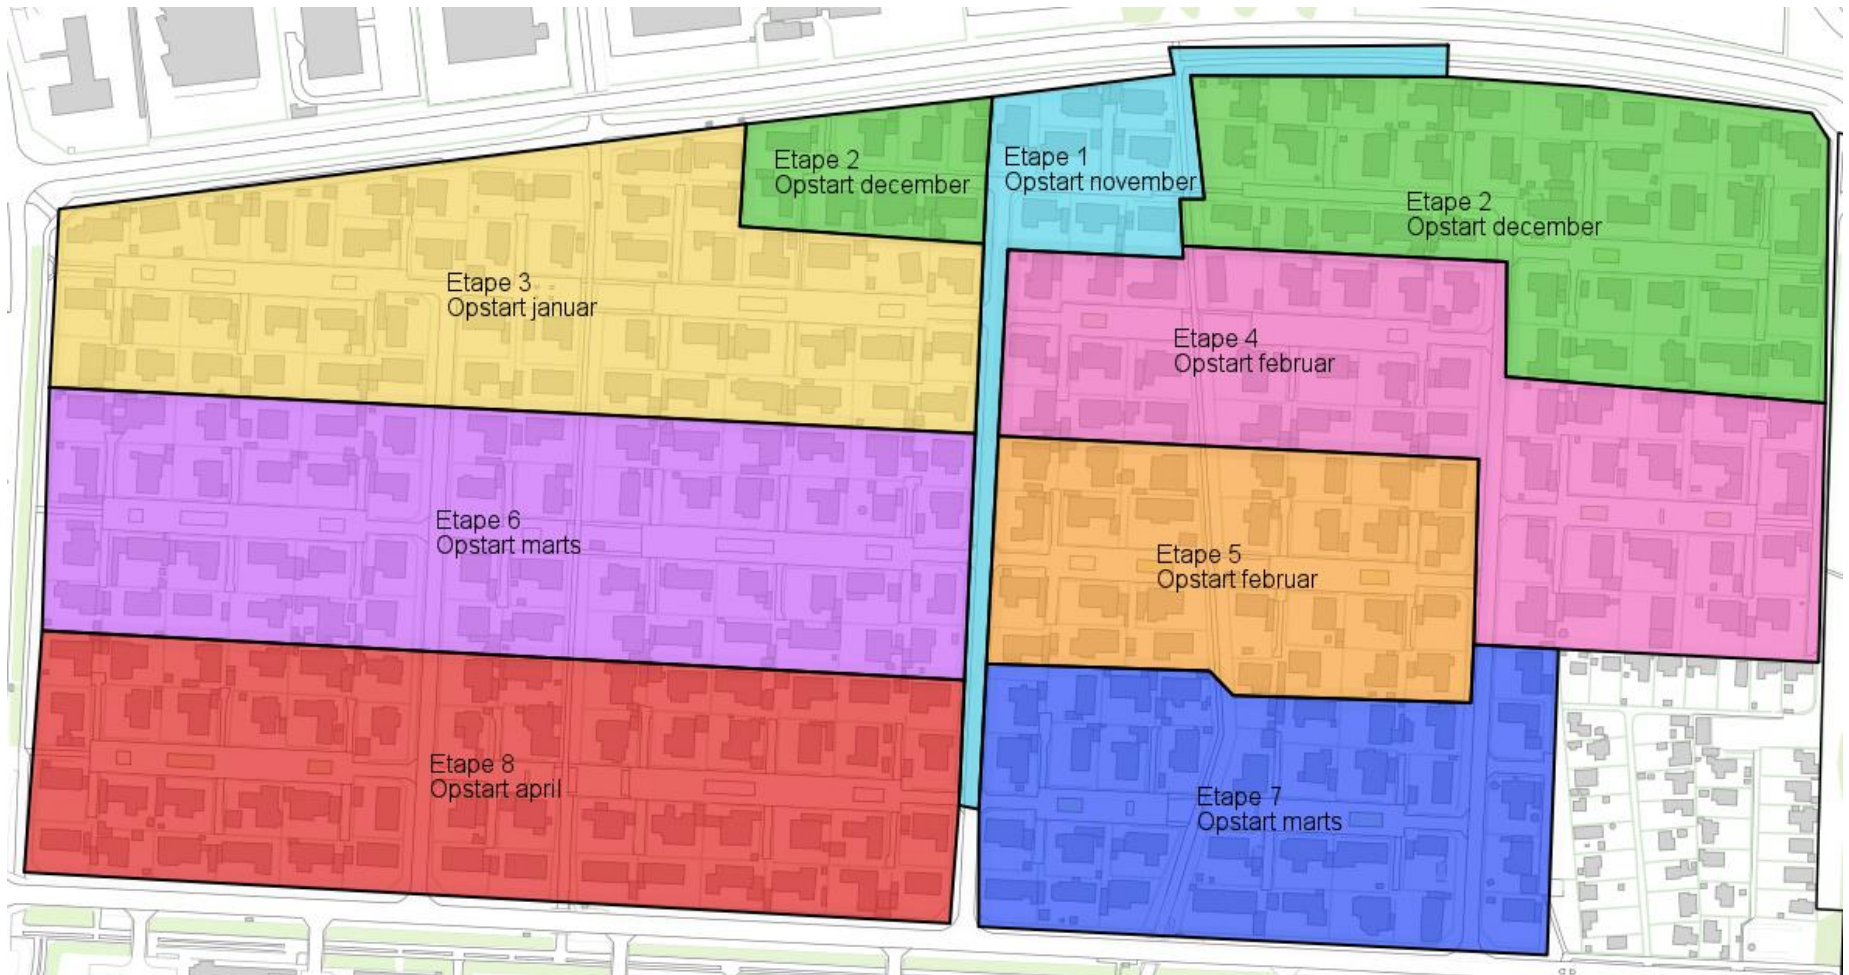 Etape 1
Opstart november
Etape 2
Opstart december
Etape 2
Opstart december
Etape 3
Opstart januar
Etape 4
Opstart februar
Etape 6
Opstart marts
Etape 5
Opstart februar
Etape 8
Opstart april
Etape 7
Opstart marts